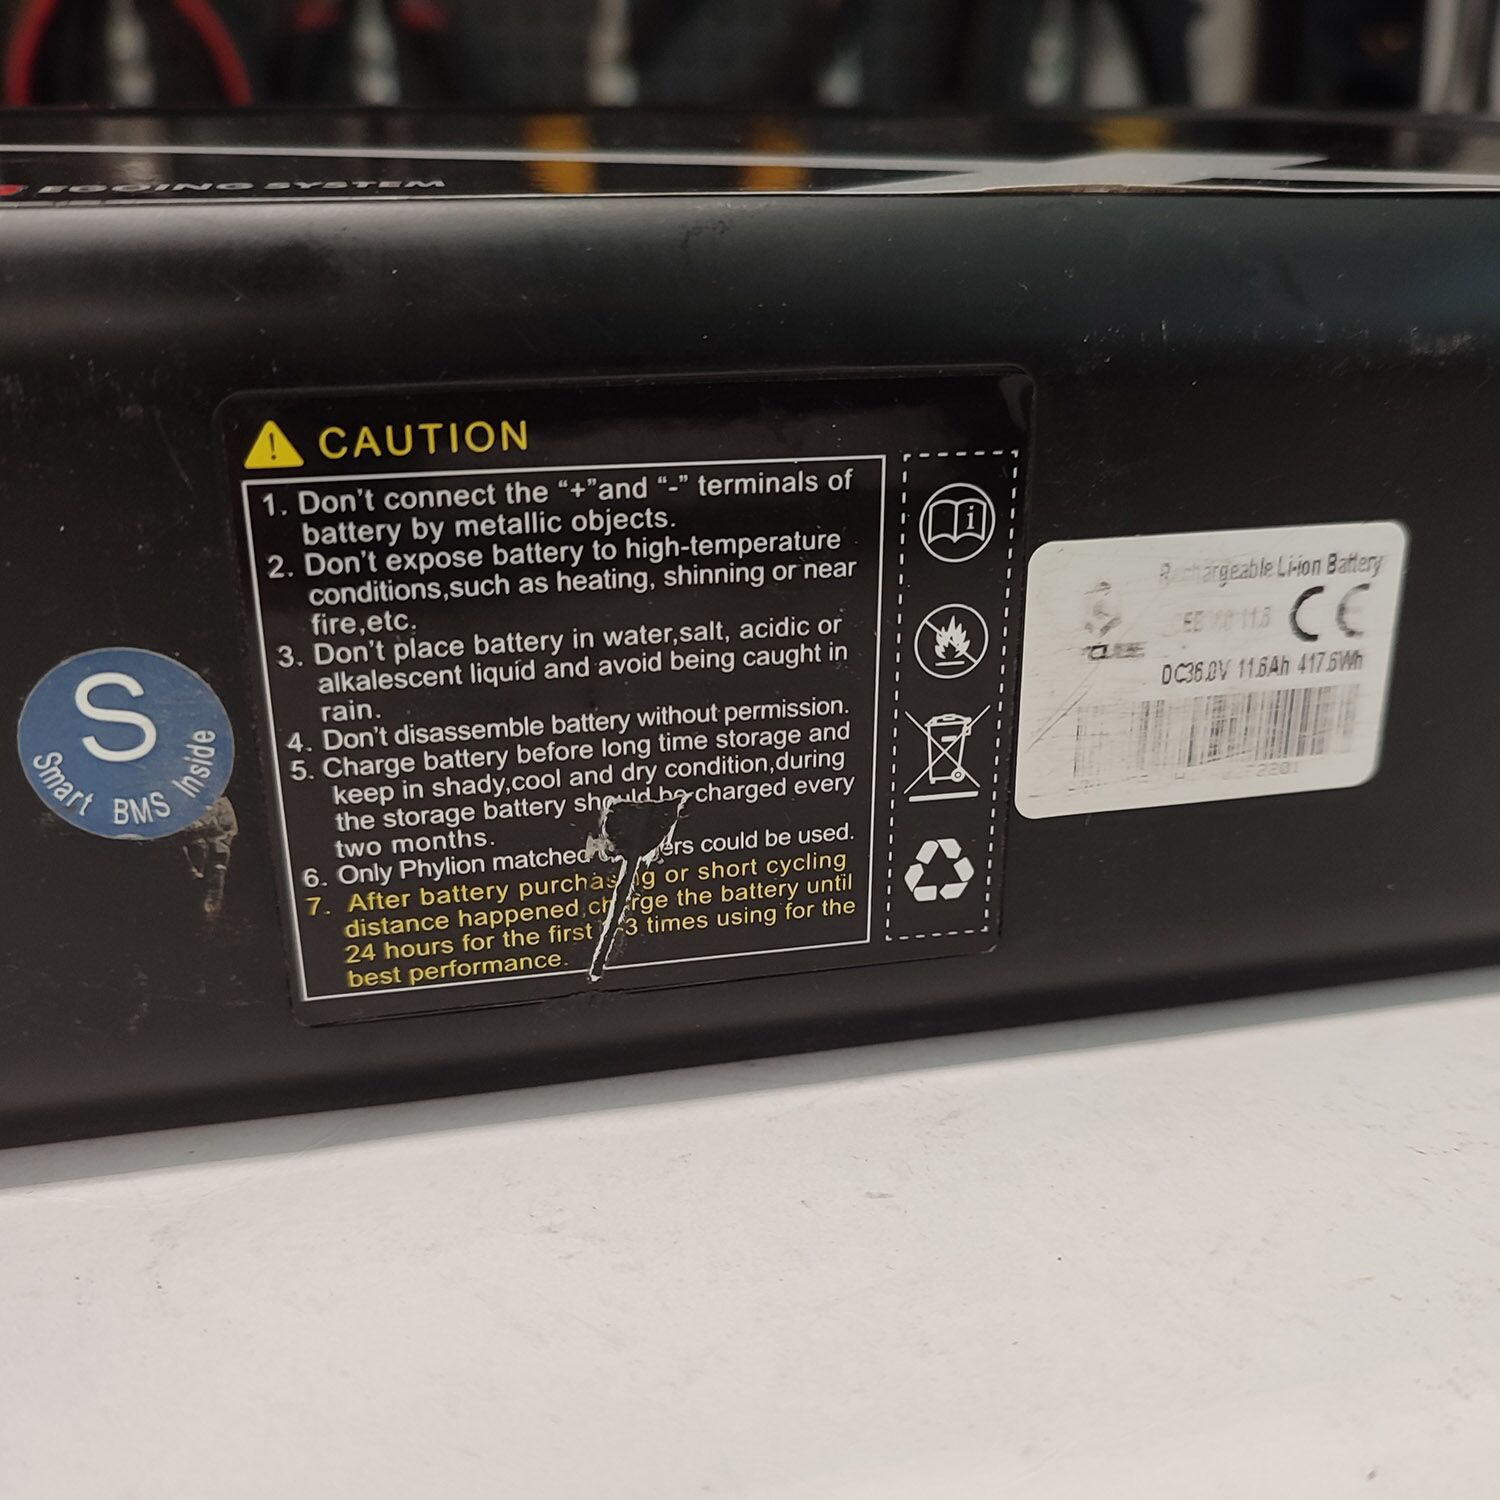 EGOING SYSTEM
CAUTION
1. Don't connect the “+”and “-” terminals of
battery by metallic objects.
2. Don't expose battery to high-temperature
conditions,such as heating, shinning or near
fire,etc.
3. Don't place battery in water,salt, acidic or
alkalescent liquid and avoid being caught in
rain.
4. Don't disassemble battery without permission.
5. Charge battery before long time storage and
keep in shady,cool and dry condition,during
the storage battery should be charged every
two months.
6. Only Phylion matched could be used.
7. After battery purchasing or short cycling
distance happened,charge the battery until
24 hours for the first 3 times using for the
best performance.
S
Smart BMS Inside
Rechargeable Li-ion Battery
CE
DC36.0V 11.6Ah 417.6Wh